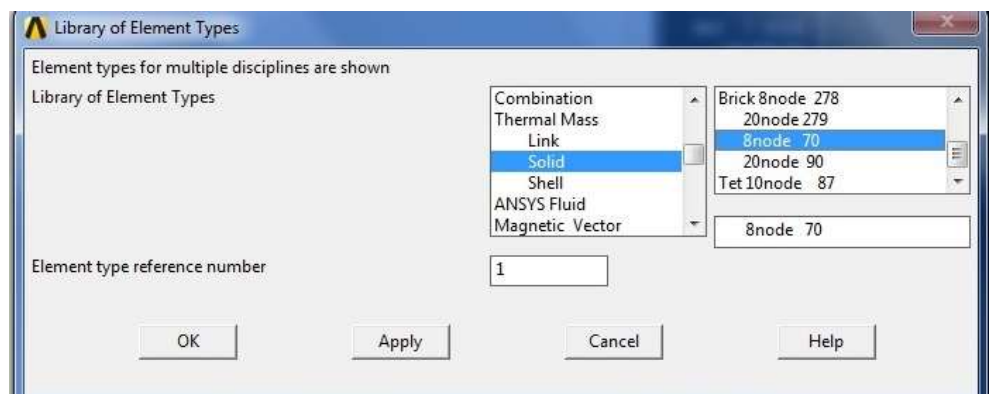 Library of Element Types
Element types for multiple disciplines are shown
Library of Element Types
Combination
Thermal Mass
Link
Solid
Shell
ANSYS Fluid
Magnetic Vector
Brick 8node 278
20node 279
8node 70
20node 90
Tet 10node 87
8node 70
Element type reference number
1
OK
Apply
Cancel
Help